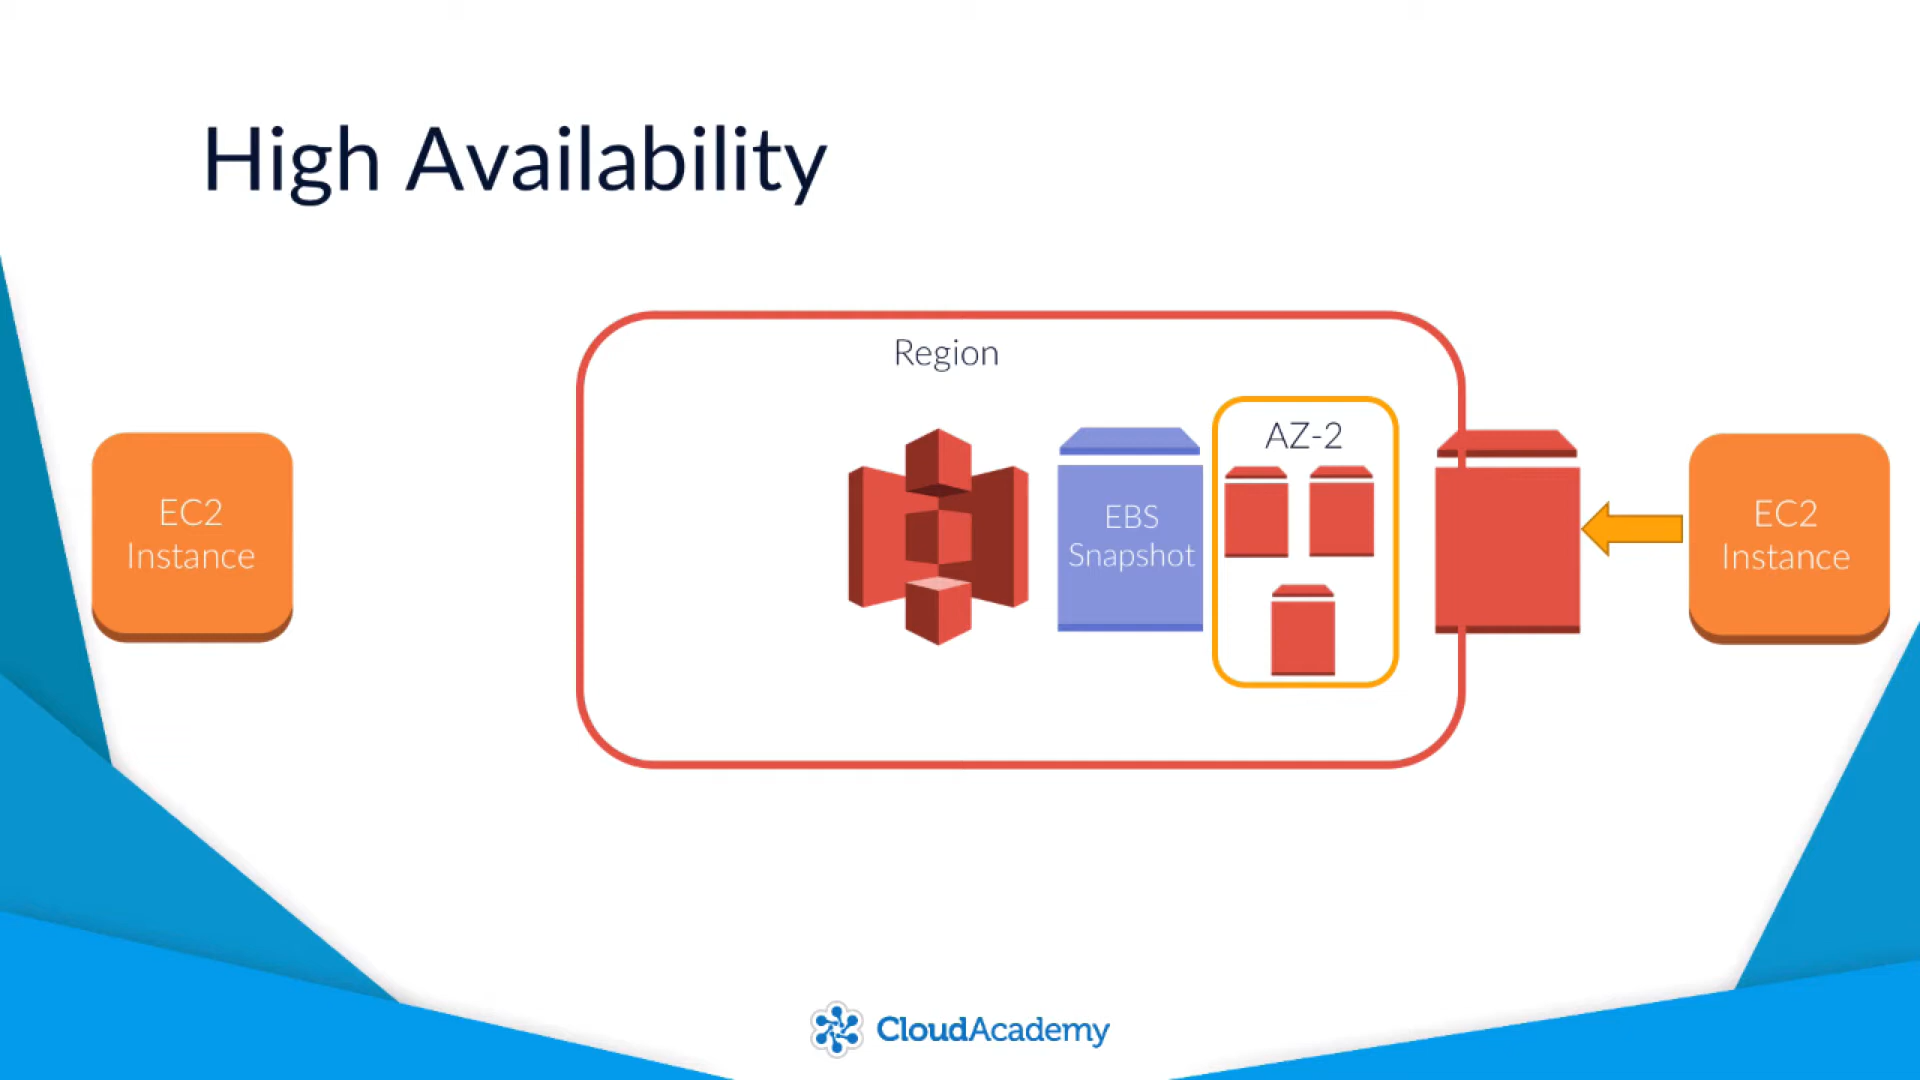 High Availability
Region
AZ-2
EC2
Instance
EBS
Snapshot
EC2
Instance
CloudAcademy